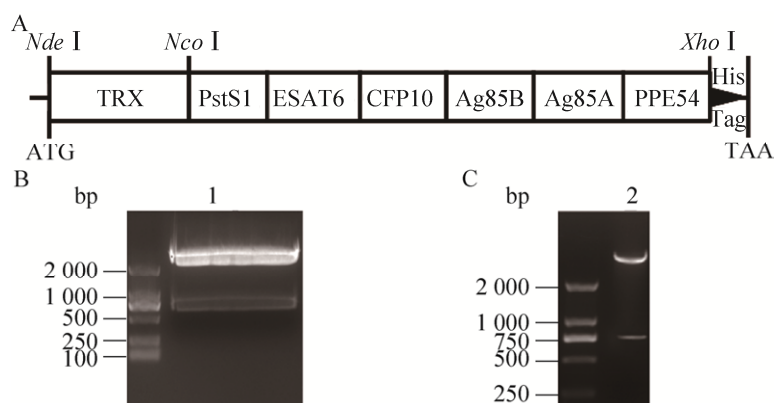 A
Nde I Nco I Xho I
TRX PstS1 ESAT6 CFP10 Ag85B Ag85A PPE54 His Tag
ATG TAA
B
bp 1
2 000
1 000
500
250
100
C
bp 2
2 000
1 000
750
500
250